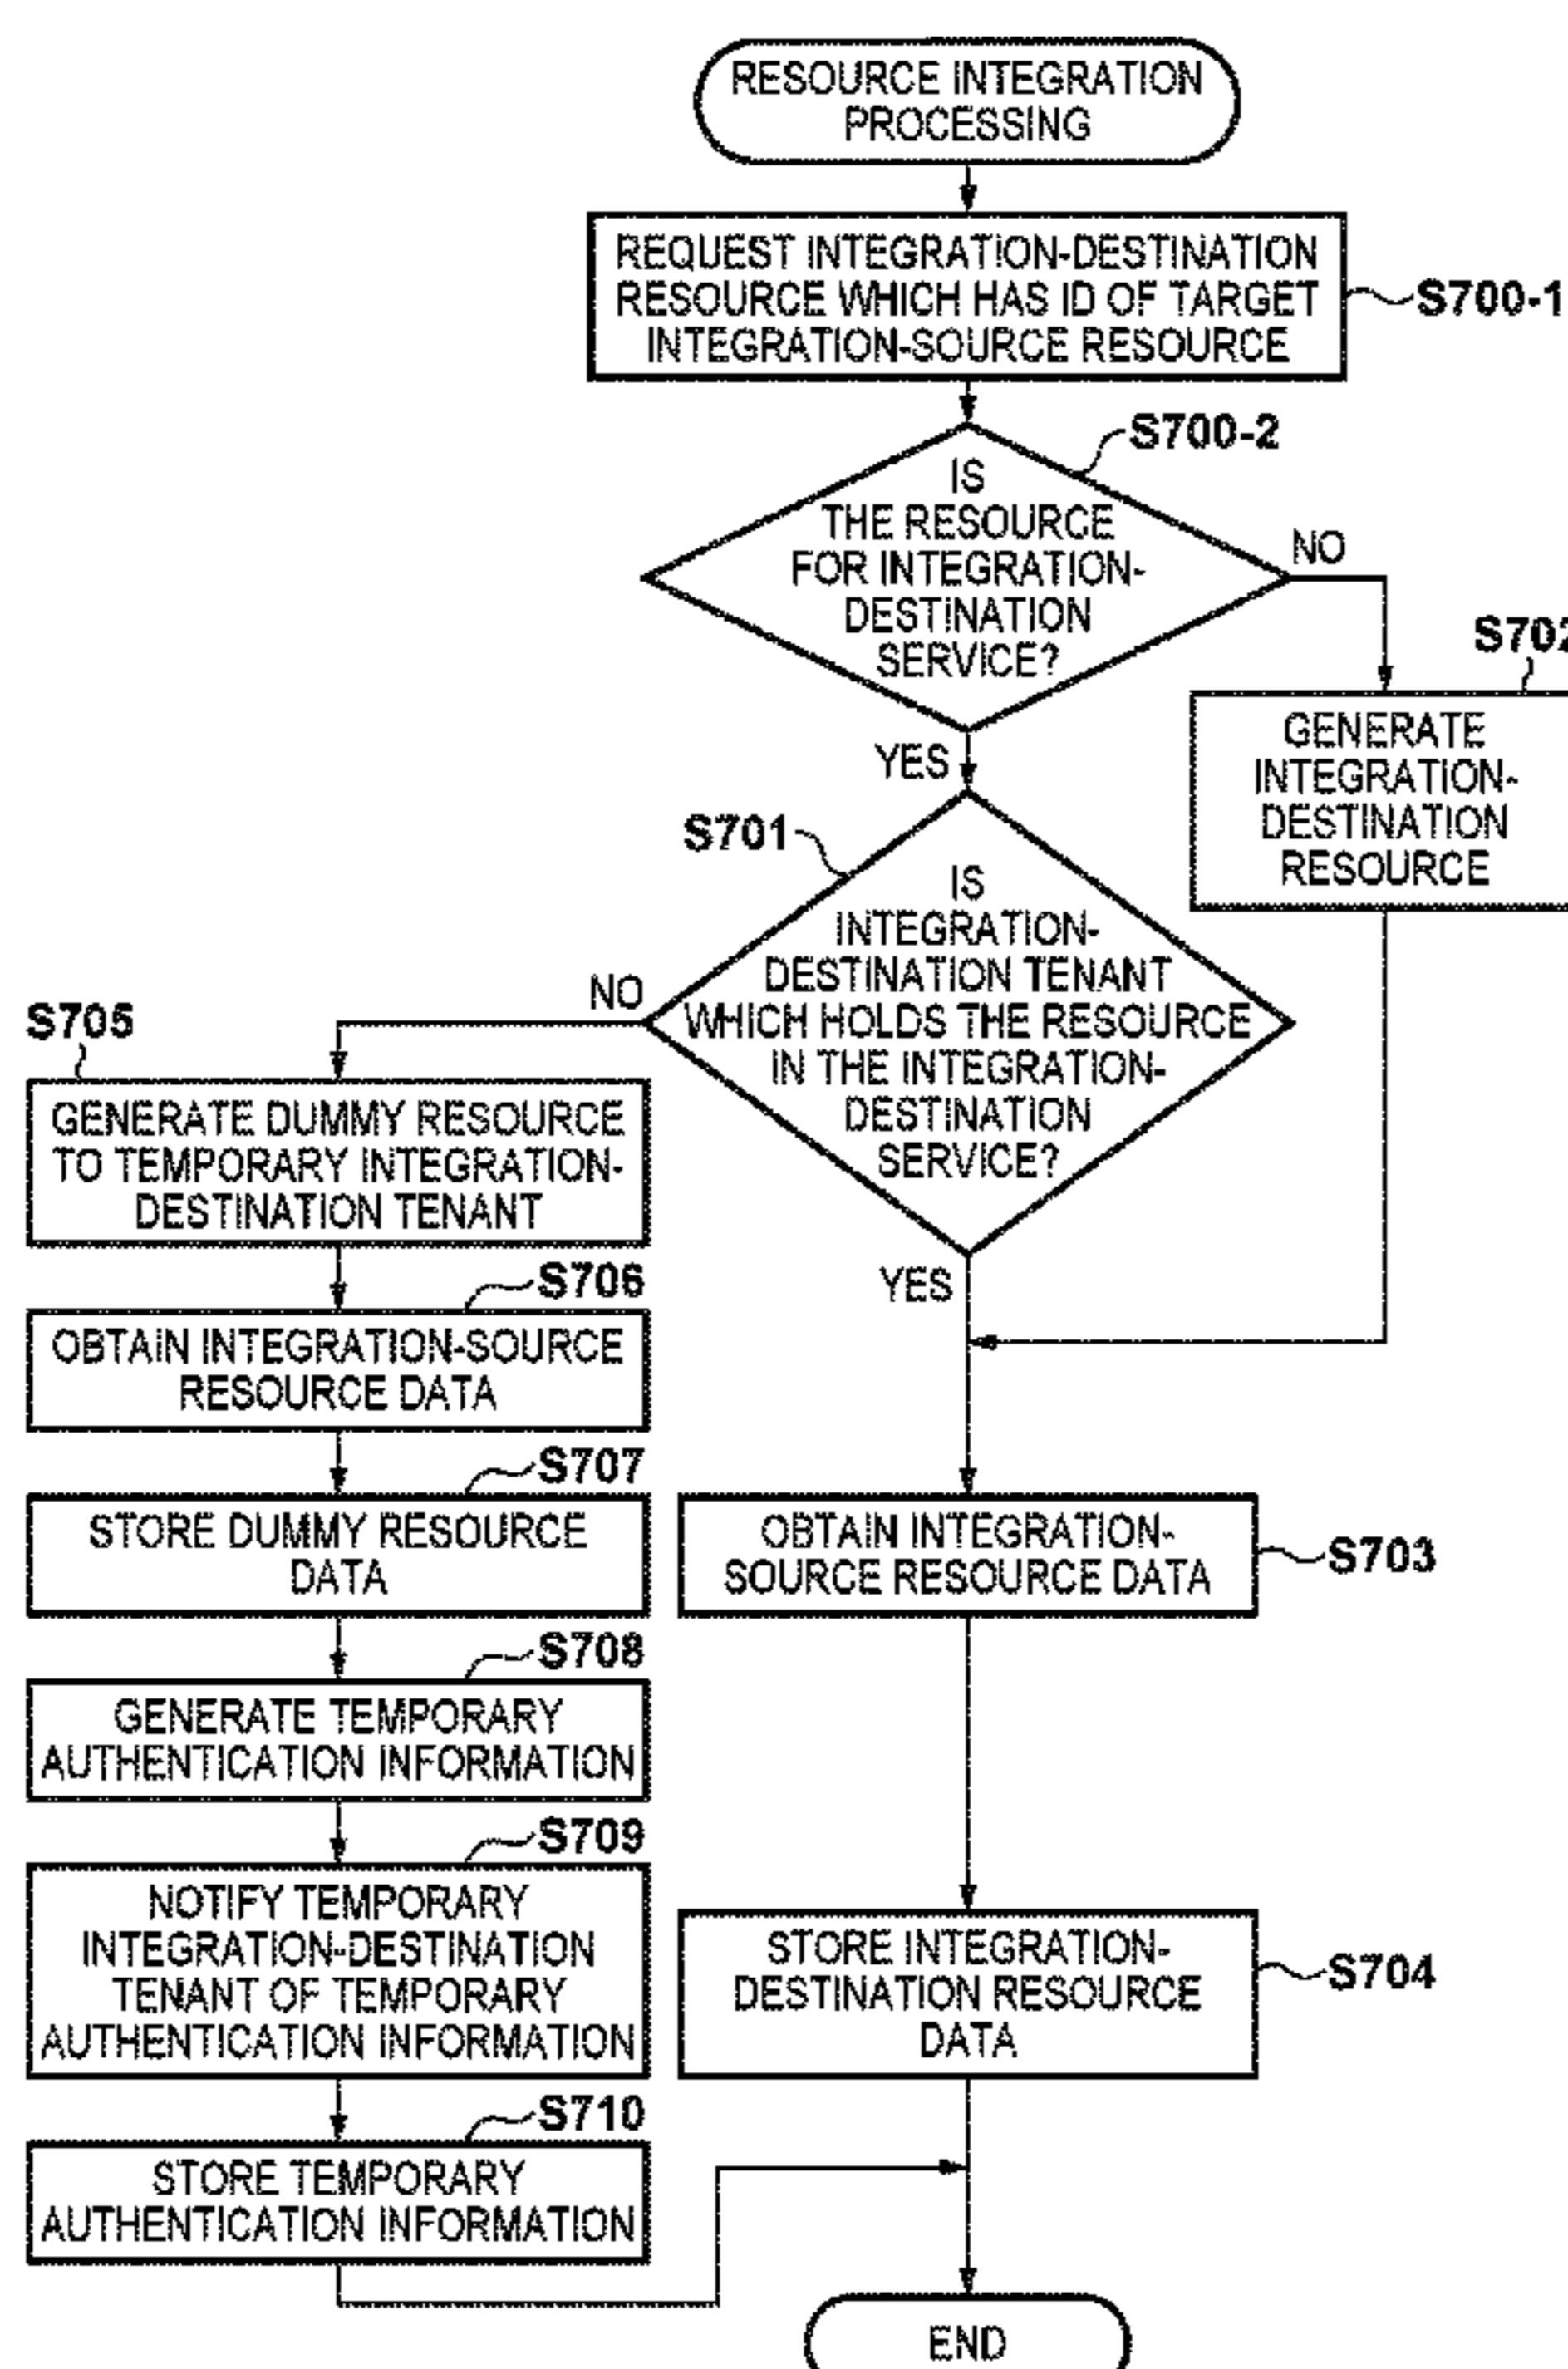 RESOURCE INTEGRATION
PROCESSING
REQUEST INTEGRATION-DESTINATION
RESOURCE WHICH HAS ID OF TARGET
INTEGRATION-SOURCE RESOURCE
S700-1
S700-2
IS
THE RESOURCE
FOR INTEGRATION-
DESTINATION
SERVICE?
NO
YES
S702
GENERATE
INTEGRATION-
DESTINATION
RESOURCE
S701
IS
INTEGRATION-
DESTINATION TENANT
WHICH HOLDS THE RESOURCE
IN THE INTEGRATION-
DESTINATION
SERVICE?
NO
YES
S705
GENERATE DUMMY RESOURCE
TO TEMPORARY INTEGRATION-
DESTINATION TENANT
S706
OBTAIN INTEGRATION-SOURCE
RESOURCE DATA
S707
STORE DUMMY RESOURCE
DATA
S708
GENERATE TEMPORARY
AUTHENTICATION INFORMATION
S709
NOTIFY TEMPORARY
INTEGRATION-DESTINATION
TENANT OF TEMPORARY
AUTHENTICATION INFORMATION
S710
STORE TEMPORARY
AUTHENTICATION INFORMATION
OBTAIN INTEGRATION-
SOURCE RESOURCE DATA
S703
STORE INTEGRATION-
DESTINATION RESOURCE
DATA
S704
END